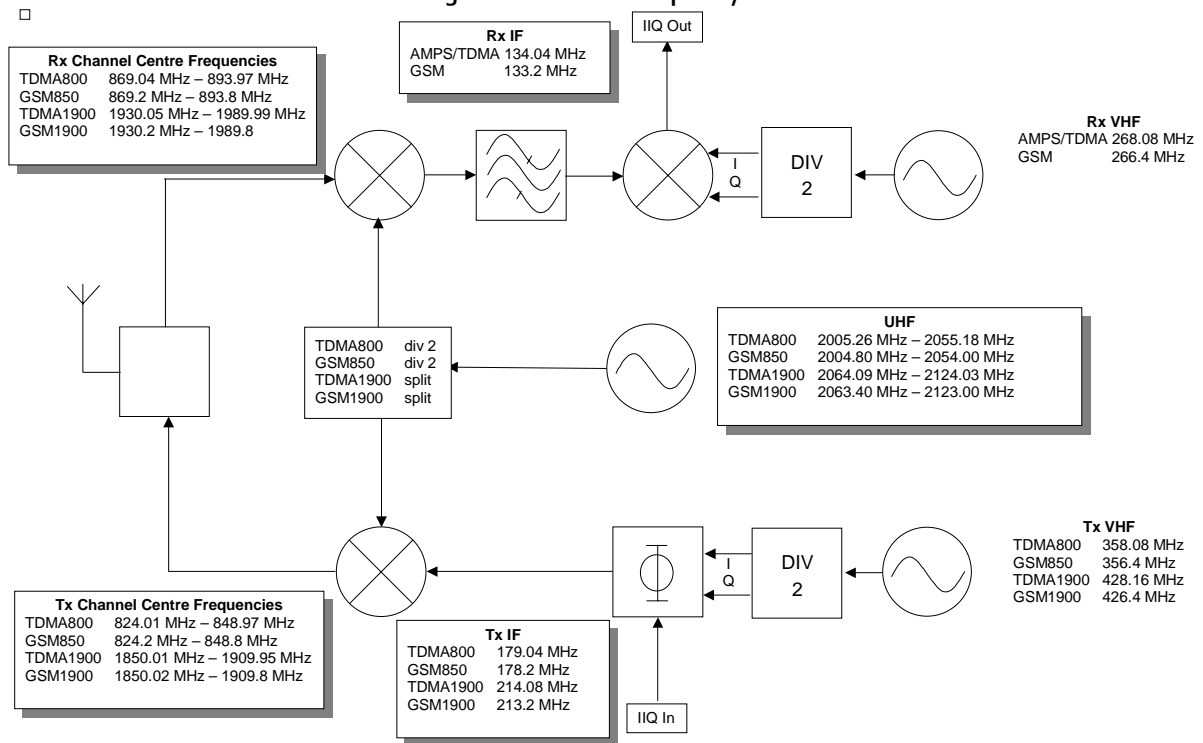 IIQ Out
Rx IF
AMPS/TDMA 134.04 MHz
GSM 133.2 MHz
Rx Channel Centre Frequencies
TDMA800 869.04 MHz – 893.97 MHz
GSM850 869.2 MHz – 893.8 MHz
TDMA1900 1930.05 MHz – 1989.99 MHz
GSM1900 1930.2 MHz – 1989.8
Rx VHF
AMPS/TDMA 268.08 MHz
GSM 266.4 MHz
I
Q
DIV
2
UHF
TDMA800 2005.26 MHz – 2055.18 MHz
GSM850 2004.80 MHz – 2054.00 MHz
TDMA1900 2064.09 MHz – 2124.03 MHz
GSM1900 2063.40 MHz – 2123.00 MHz
TDMA800 div 2
GSM850 div 2
TDMA1900 split
GSM1900 split
Tx VHF
TDMA800 358.08 MHz
GSM850 356.4 MHz
TDMA1900 428.16 MHz
GSM1900 426.4 MHz
I
Q
DIV
2
Tx Channel Centre Frequencies
TDMA800 824.01 MHz – 848.97 MHz
GSM850 824.2 MHz – 848.8 MHz
TDMA1900 1850.01 MHz – 1909.95 MHz
GSM1900 1850.02 MHz – 1909.8 MHz
Tx IF
TDMA800 179.04 MHz
GSM850 178.2 MHz
TDMA1900 214.08 MHz
GSM1900 213.2 MHz
IIQ In